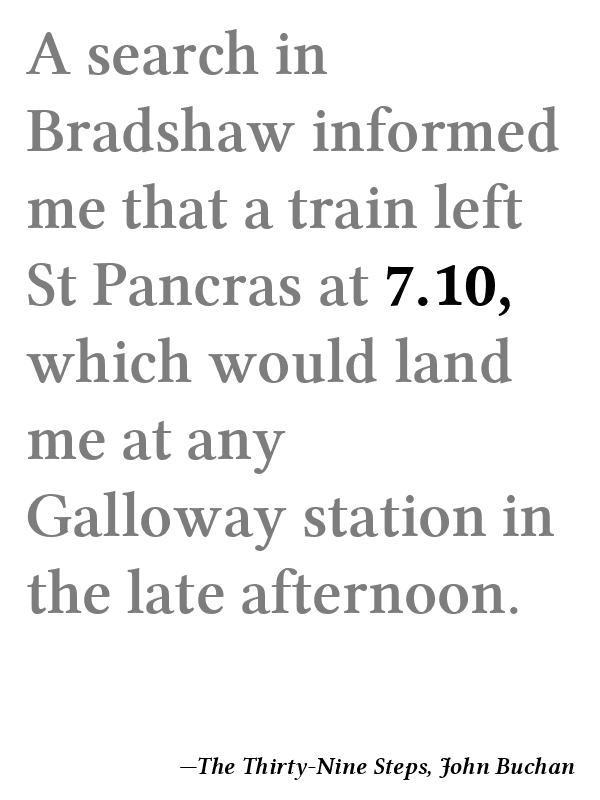 A search in
Bradshaw informed
me that a train left
St Pancras at 7.10,
which would land
me at any
Galloway station in
the late afternoon.
—The Thirty-Nine Steps, John Buchan